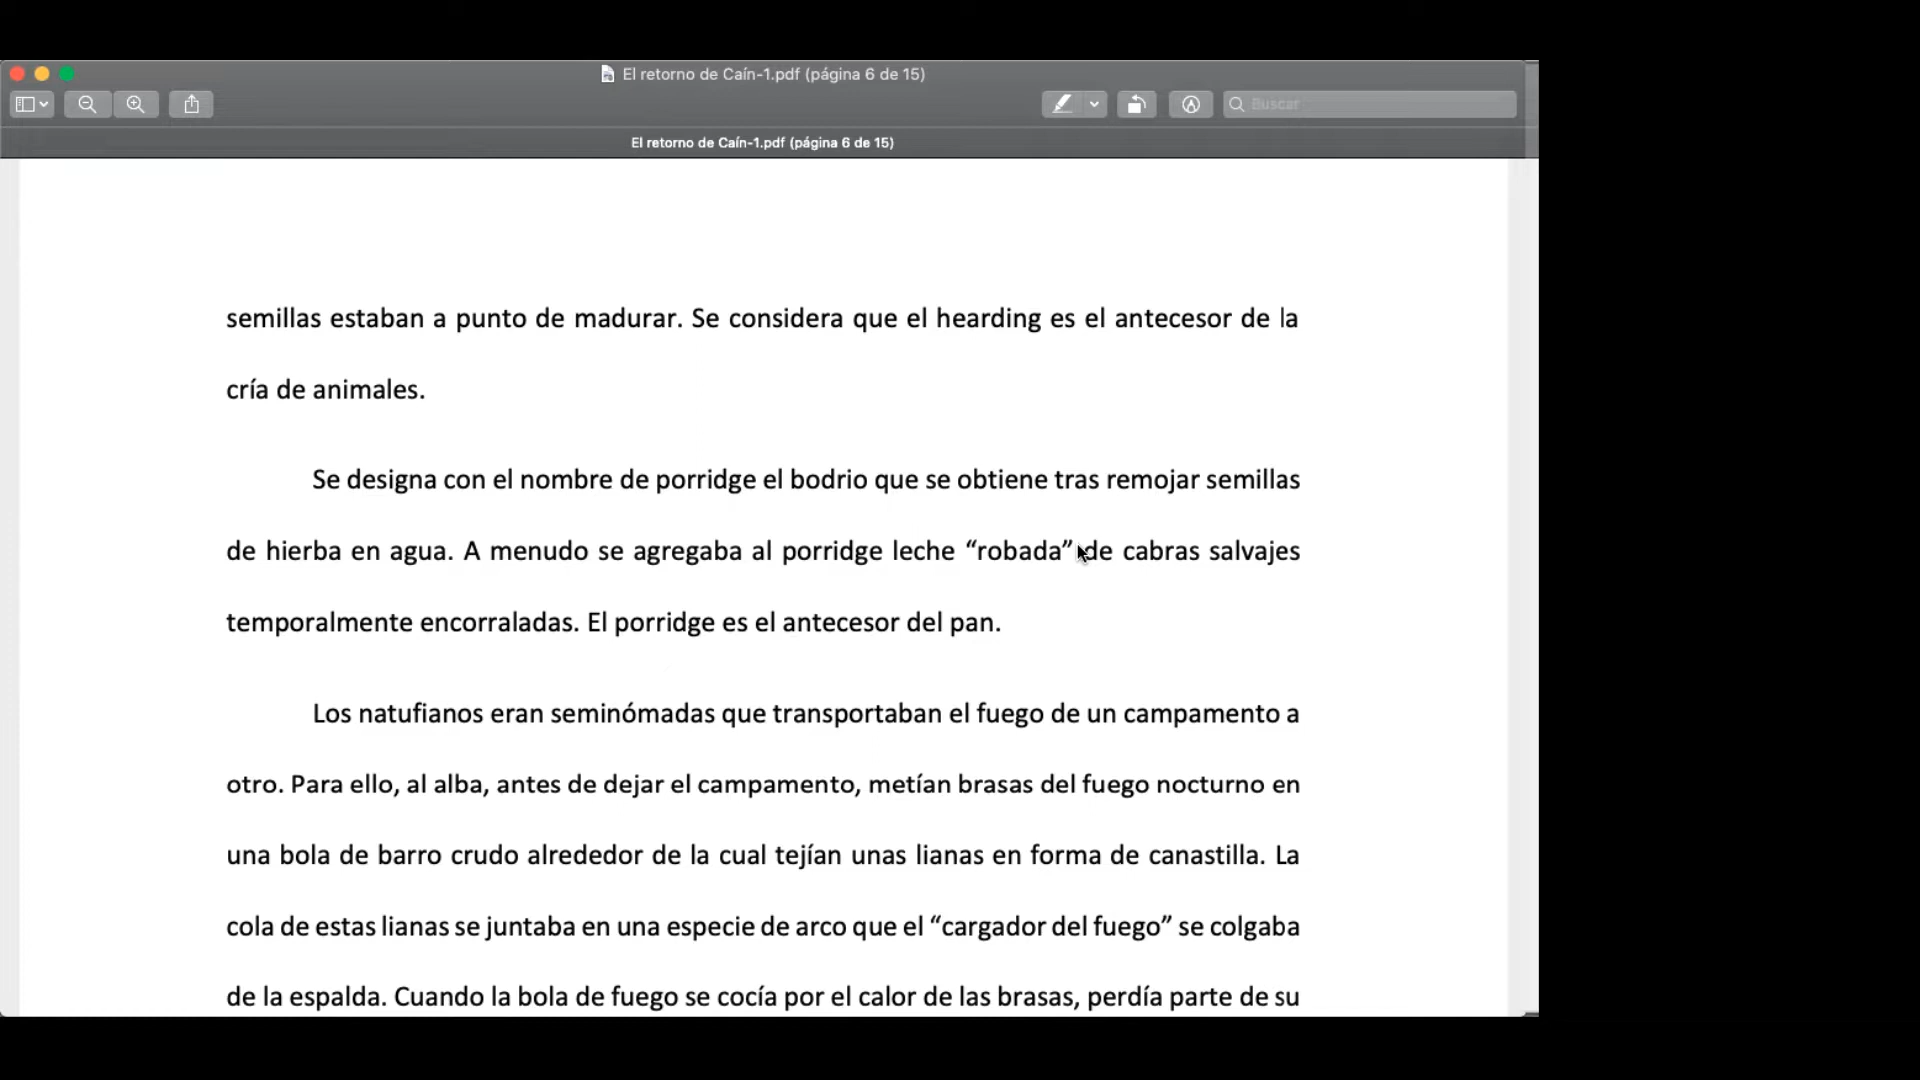 El retorno de Caín-1.pdf (página 6 de 15)
Buscar
El retorno de Caín-1.pdf (página 6 de 15)
semillas estaban a punto de madurar. Se considera que el hearding es el antecesor de la
cría de animales.
Se designa con el nombre de porridge el bodrio que se obtiene tras remojar semillas
de hierba en agua. A menudo se agregaba al porridge leche “robada” de cabras salvajes
temporalmente encorraladas. El porridge es el antecesor del pan.
Los natufianos eran seminómadas que transportaban el fuego de un campamento a
otro. Para ello, al alba, antes de dejar el campamento, metían brasas del fuego nocturno en
una bola de barro crudo alrededor de la cual tejían unas lianas en forma de canastilla. La
cola de estas lianas se juntaba en una especie de arco que el “cargador del fuego” se colgaba
de la espalda. Cuando la bola de fuego se cocía por el calor de las brasas, perdía parte de su